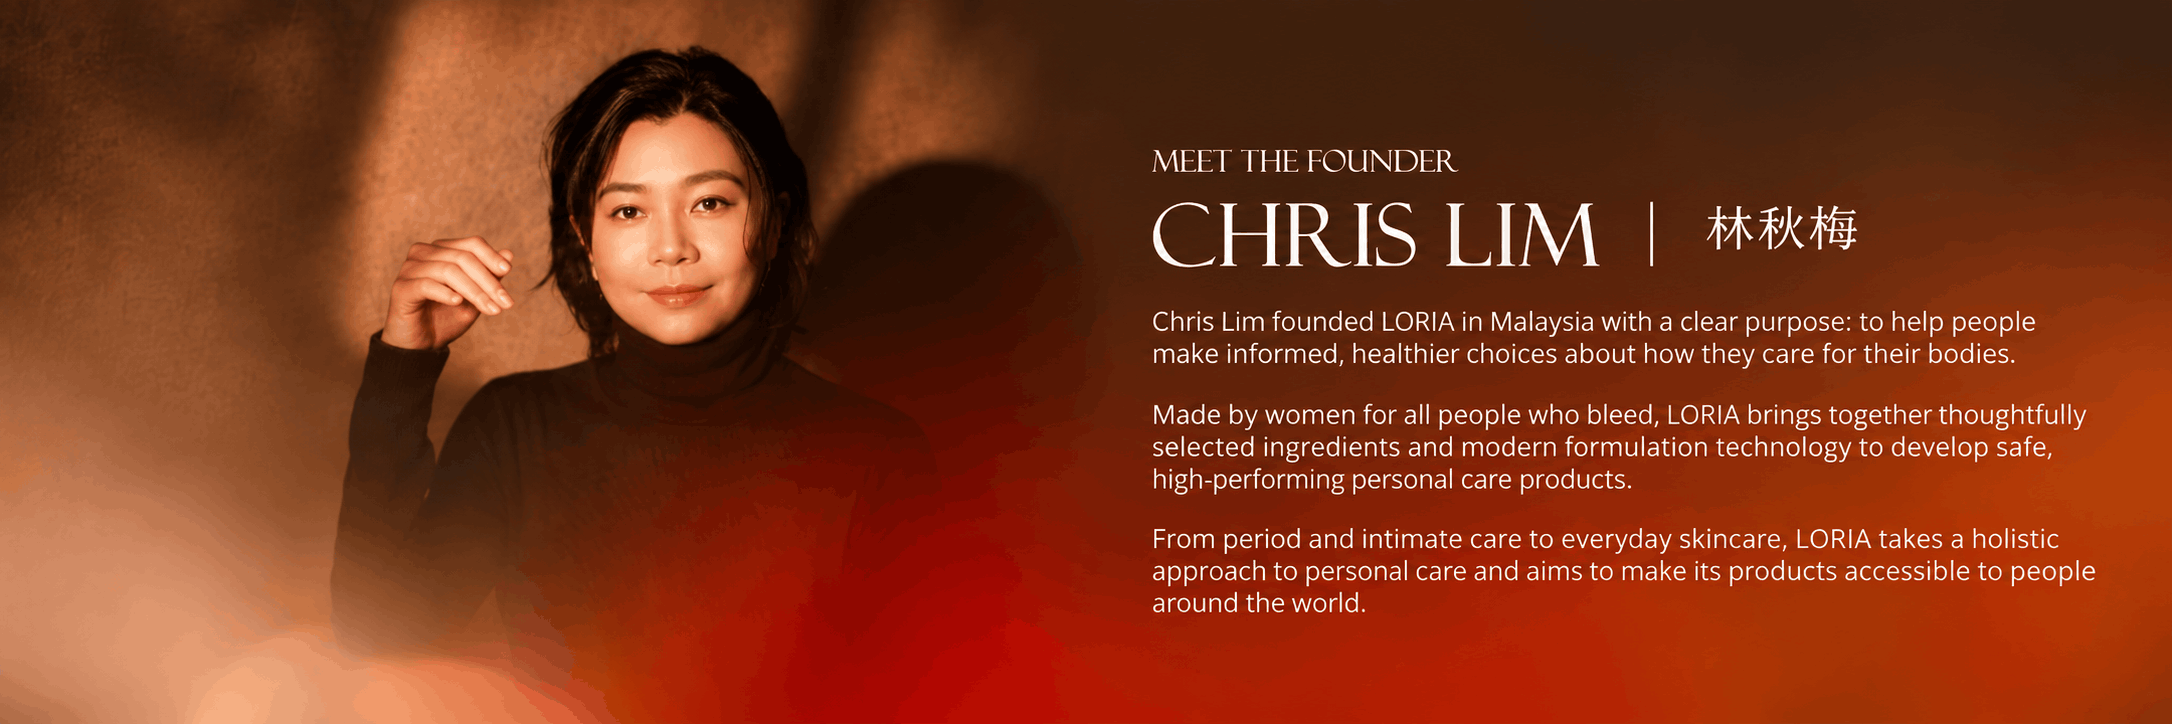 MEET THE FOUNDER
CHRIS LIM | 林秋梅
Chris Lim founded LORIA in Malaysia with a clear purpose: to help people
make informed, healthier choices about how they care for their bodies.
Made by women for all people who bleed, LORIA brings together thoughtfully
selected ingredients and modern formulation technology to develop safe,
high-performing personal care products.
From period and intimate care to everyday skincare, LORIA takes a holistic
approach to personal care and aims to make its products accessible to people
around the world.